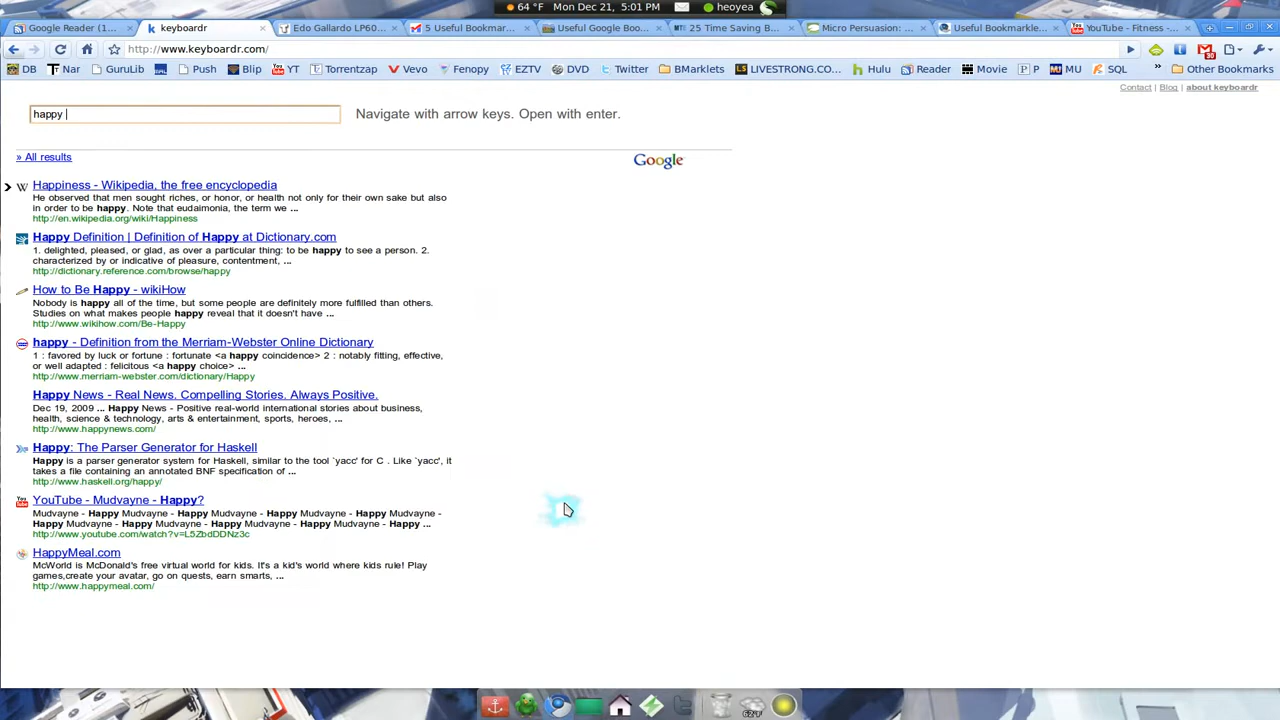 64 °F Mon Dec 21, 5:01 PM heoyea
Google Reader (1... keyboardr Edo Gallardo LP60... 5 Useful Bookmar... Useful Google Boo... 25 Time Saving B... Micro Persuasion: ... Useful Bookmarkle... YouTube - Fitness -...
http://www.keyboardr.com/ 30
DB Nar GuruLib Push Blip YT Torrentzap Vevo Fenopy EZTV DVD Twitter BMarklets LIVESTRONG.CO... Hulu Reader Movie P MU SQL » Other Bookmarks
Contact | Blog | about keyboardr
happy Navigate with arrow keys. Open with enter.
» All results Google
Happiness - Wikipedia, the free encyclopedia
He observed that men sought riches, or honor, or health not only for their own sake but also
in order to be happy. Note that eudaimonia, the term we ...
http://en.wikipedia.org/wiki/Happiness
Happy Definition | Definition of Happy at Dictionary.com
1. delighted, pleased, or glad, as over a particular thing: to be happy to see a person. 2.
characterized by or indicative of pleasure, contentment, ...
http://dictionary.reference.com/browse/happy
How to Be Happy - wikiHow
Nobody is happy all of the time, but some people are definitely more fulfilled than others.
Studies on what makes people happy reveal that it doesn't have ...
http://www.wikihow.com/Be-Happy
happy - Definition from the Merriam-Webster Online Dictionary
1 : favored by luck or fortune : fortunate <a happy coincidence> 2 : notably fitting, effective,
or well adapted : felicitous <a happy choice> ...
http://www.merriam-webster.com/dictionary/Happy
Happy News - Real News. Compelling Stories. Always Positive.
Dec 19, 2009 ... Happy News - Positive real-world international stories about business,
health, science & technology, arts & entertainment, sports, heroes, ...
http://www.happynews.com/
Happy: The Parser Generator for Haskell
Happy is a parser generator system for Haskell, similar to the tool `yacc' for C . Like `yacc', it
takes a file containing an annotated BNF specification of ...
http://www.haskell.org/happy/
YouTube - Mudvayne - Happy?
Mudvayne - Happy Mudvayne - Happy Mudvayne - Happy Mudvayne - Happy Mudvayne -
Happy Mudvayne - Happy Mudvayne - Happy Mudvayne - Happy Mudvayne - Happy ...
http://www.youtube.com/watch?v=L5ZbdDDNz3c
HappyMeal.com
McWorld is McDonald's free virtual world for kids. It's a kid's world where kids rule! Play
games,create your avatar, go on quests, earn smarts, ...
http://www.happymeal.com/
62°F